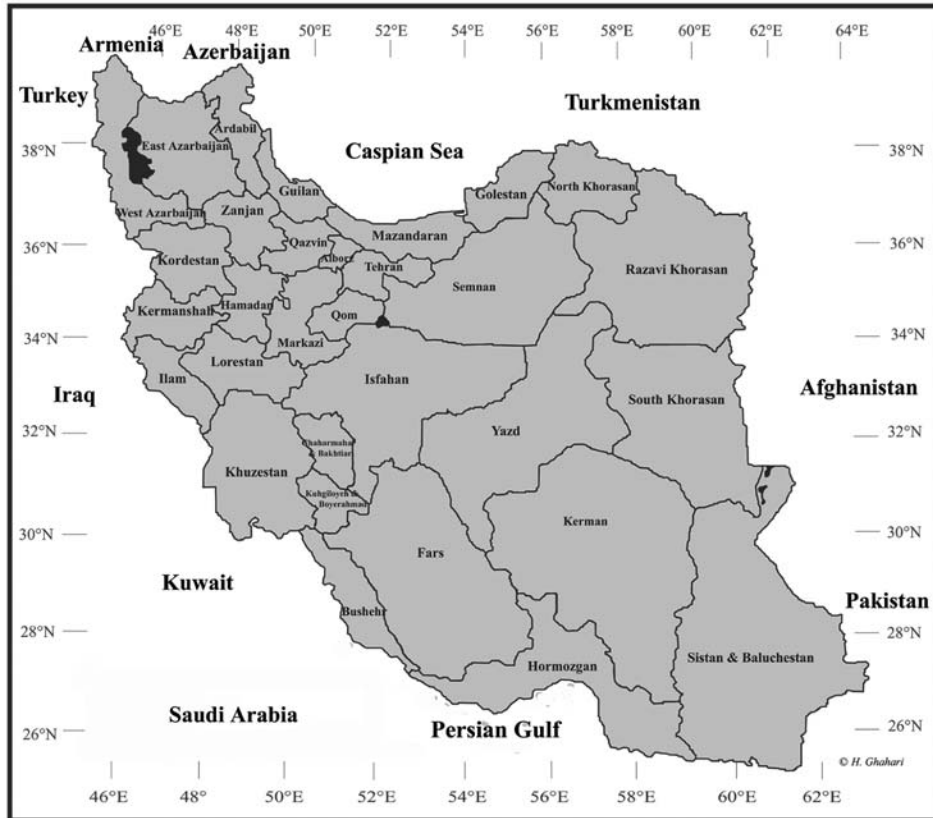 46°E 48°E 50°E 52°E 54°E 56°E 58°E 60°E 62°E 64°E
Armenia
Azerbaijan
Turkey
Turkmenistan
Ardabil
38°N
East Azarbaijan
Caspian Sea
38°N
North Khorasan
Guilan
Golestan
West Azarbaijan
Zanjan
Mazandaran
36°N
Qazvin
36°N
Alborz
Kordestan
Tehran
Razavi Khorasan
Semnan
Kermanshah
Hamadan
Qom
34°N
34°N
Markazi
Lorestan
Ilam
Isfahan
Iraq
Afghanistan
South Khorasan
32°N
Yazd
32°N
Chaharmahal
& Bakhtiari
Khuzestan
Kuhgiloyeh &
Boyerahmad
Kerman
30°N
30°N
Fars
Kuwait
Pakistan
Bushehr
28°N
28°N
Sistan & Baluchestan
Hormozgan
Saudi Arabia
Persian Gulf
26°N
26°N
© H. Ghahari
46°E 48°E 50°E 52°E 54°E 56°E 58°E 60°E 62°E